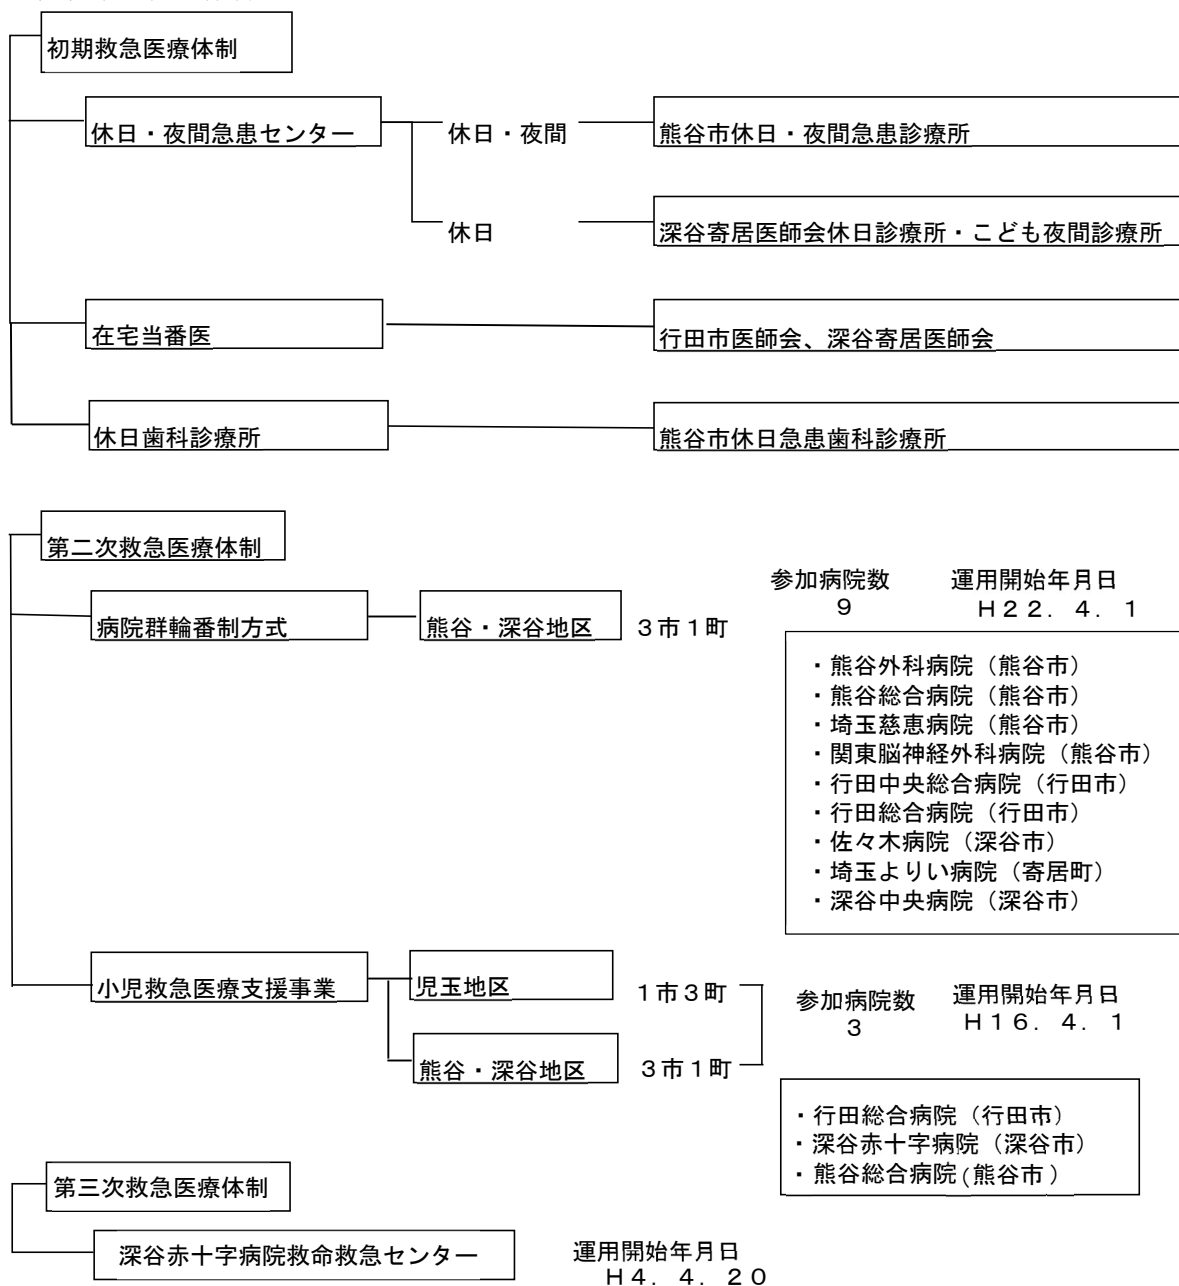 初期救急医療体制
休日・夜間急患センター 休日・夜間 熊谷市休日・夜間急患診療所
休日 深谷寄居医師会休日診療所・こども夜間診療所
在宅当番医 行田市医師会、深谷寄居医師会
休日歯科診療所 熊谷市休日急患歯科診療所
第二次救急医療体制
参加病院数 運用開始年月日
病院群輪番制方式 熊谷・深谷地区 3市1町 9 H22.4.1
・熊谷外科病院(熊谷市)
・熊谷総合病院(熊谷市)
・埼玉慈恵病院(熊谷市)
・関東脳神経外科病院(熊谷市)
・行田中央総合病院(行田市)
・行田総合病院(行田市)
・佐々木病院(深谷市)
・埼玉よりい病院(寄居町)
・深谷中央病院(深谷市)
小児救急医療支援事業 児玉地区 1市3町 参加病院数 運用開始年月日
3 H16.4.1
熊谷・深谷地区 3市1町
・行田総合病院(行田市)
・深谷赤十字病院(深谷市)
・熊谷総合病院(熊谷市)
第三次救急医療体制
深谷赤十字病院救命救急センター 運用開始年月日
H4.4.20